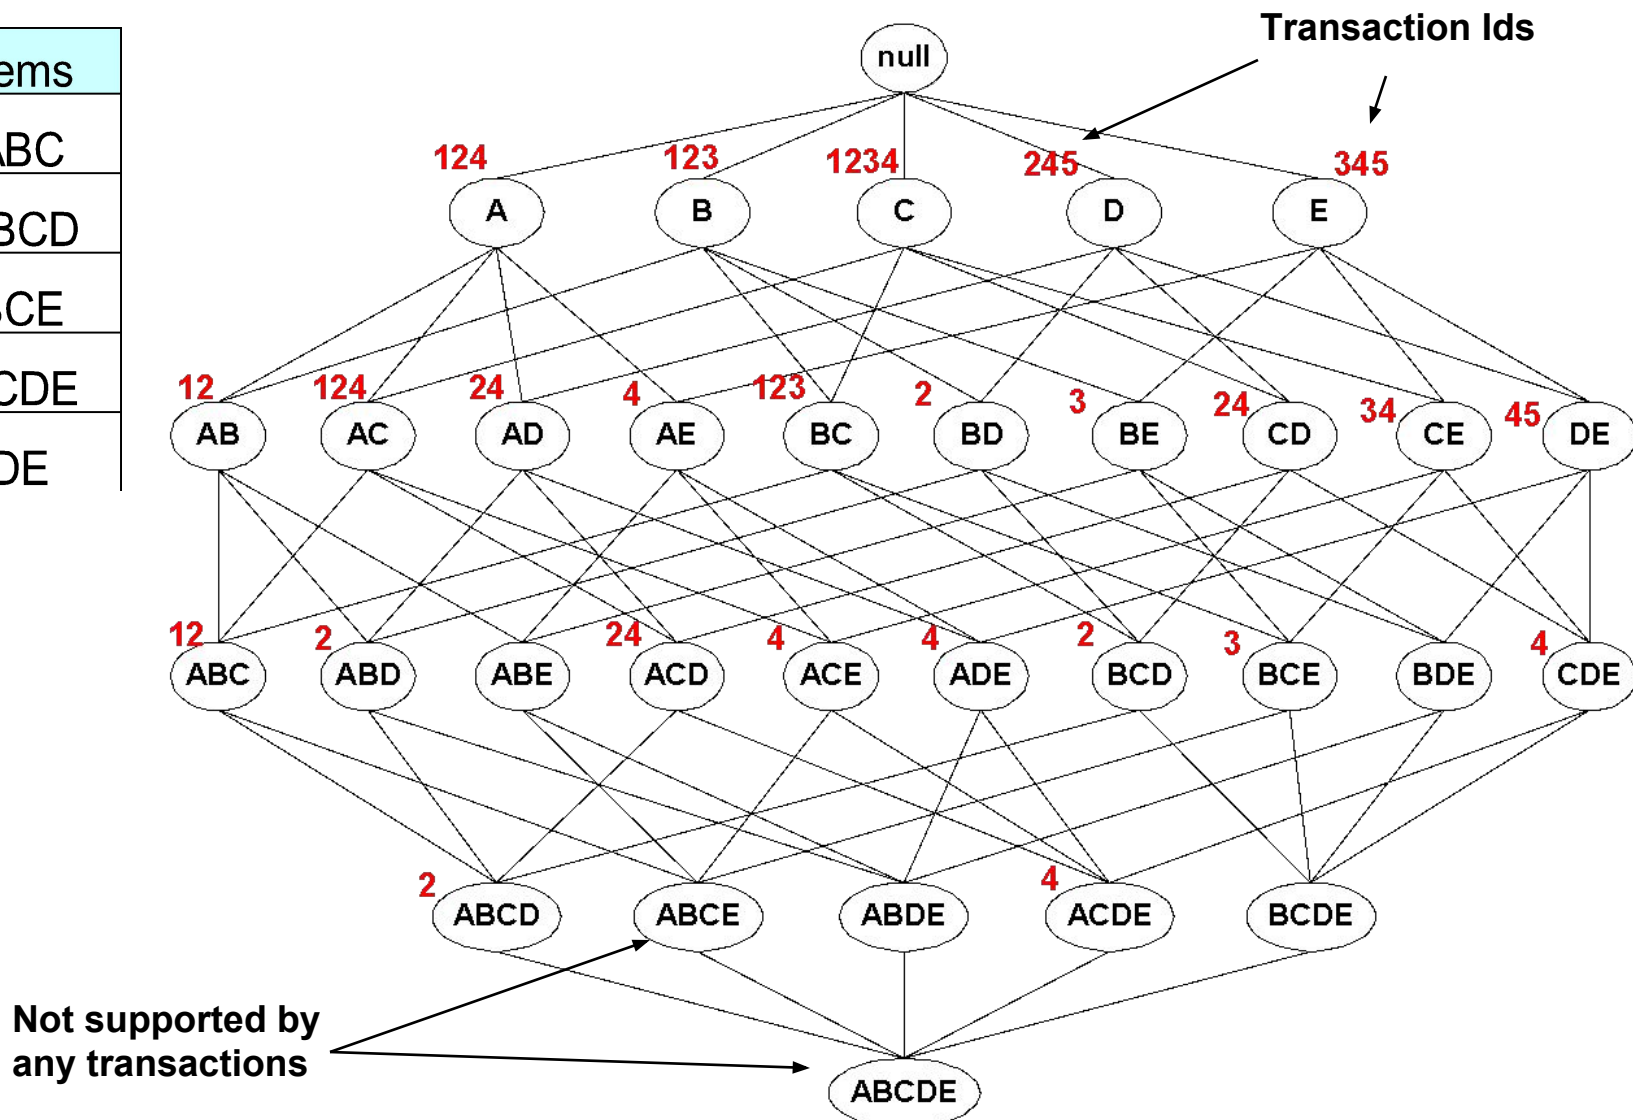 Transaction Ids
null
ems
ABC
BCD
BCE
CDE
DE
124 123 1234 245 345
A B C D E
12 124 24 4 123 2 3 24 34 45
AB AC AD AE BC BD BE CD CE DE
12 2 24 4 4 2 3 4
ABC ABD ABE ACD ACE ADE BCD BCE BDE CDE
2 4
ABCD ABCE ABDE ACDE BCDE
Not supported by
any transactions
ABCDE